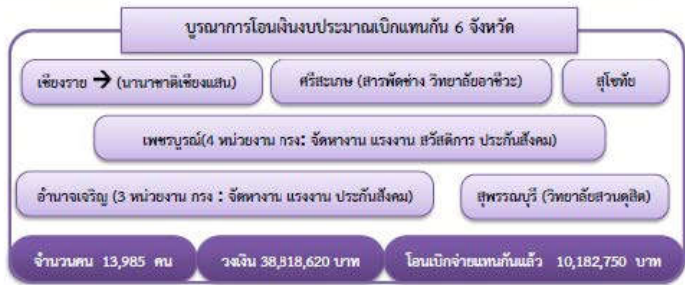 บูรณาการโอนเงินงบประมาณเบิกแทนกัน 6 จังหวัด
เชียงราย → (นานาชาติเชียงแสน)
ศรีสะเกษ (สารพัดช่าง วิทยาลัยอาชีวะ)
สุโขทัย
เพชรบูรณ์(4 หน่วยงาน กรง: จัดหางาน แรงงาน สวัสดิการ ประกันสังคม)
อำนาจเจริญ (3 หน่วยงาน กรง : จัดหางาน แรงงาน ประกันสังคม)
สุพรรณบุรี (วิทยาลัยสวนดุสิต)
จำนวนคน 13,985 คน
วงเงิน 38,818,620 บาท
โอนเบิกจ่ายแทนกันแล้ว 10,182,750 บาท